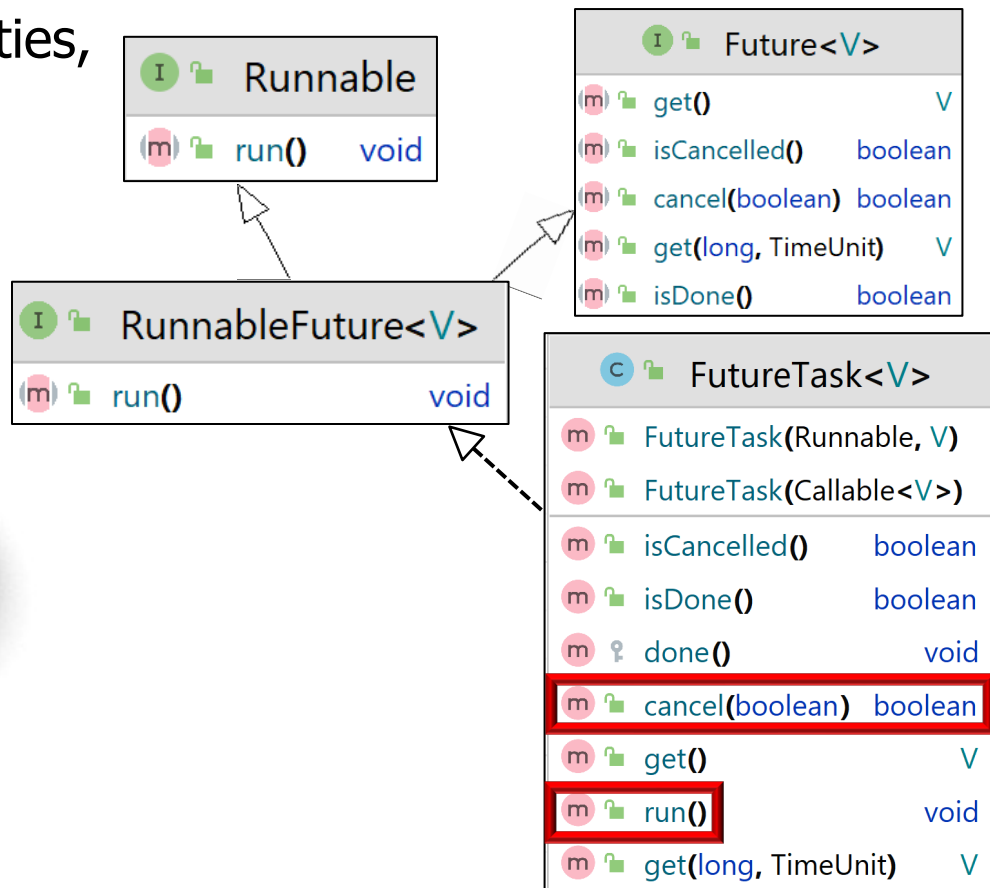 ties,
I Runnable
m run() void
I Future<V>
m get() V
m isCancelled() boolean
m cancel(boolean) boolean
m get(long, TimeUnit) V
m isDone() boolean
I RunnableFuture<V>
m run() void
C FutureTask<V>
m FutureTask(Runnable, V)
m FutureTask(Callable<V>)
m isCancelled() boolean
m isDone() boolean
m done() void
m cancel(boolean) boolean
m get() V
m run() void
m get(long, TimeUnit) V